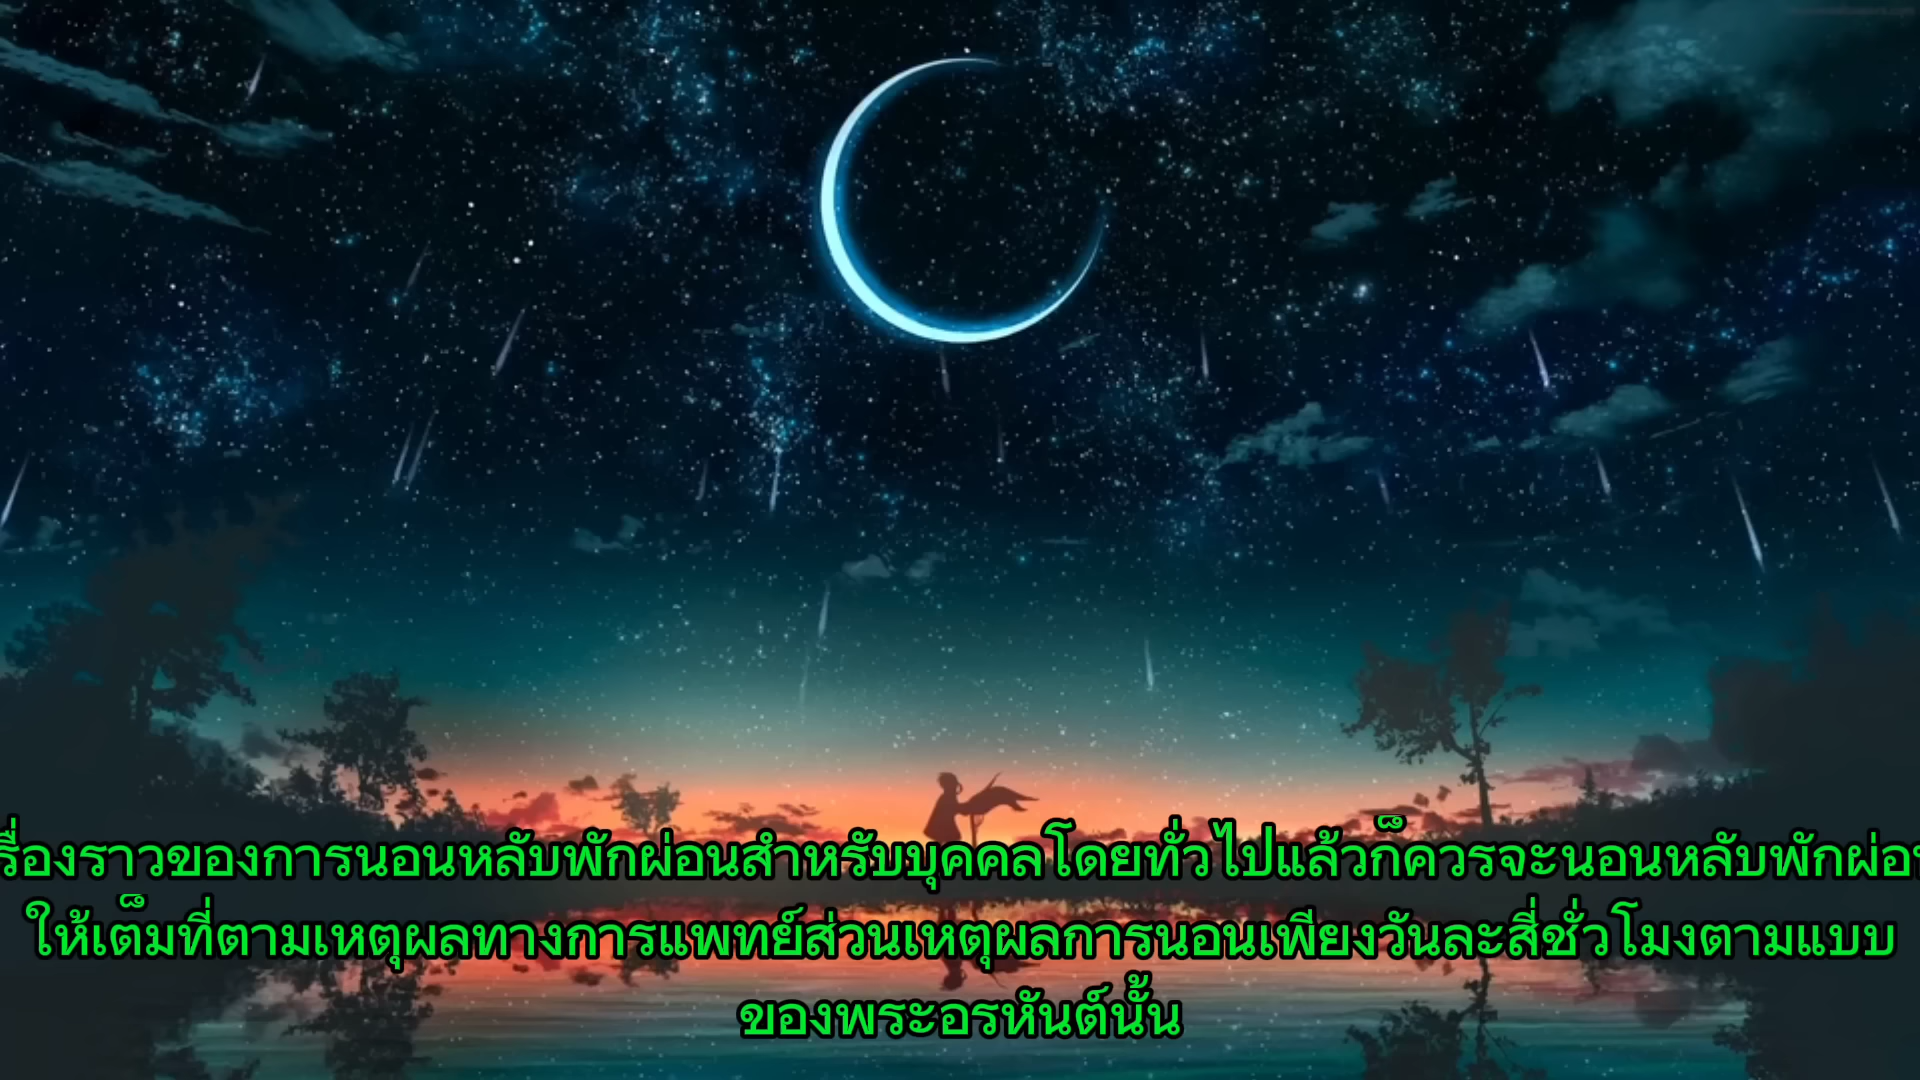 รื่องราวของการนอนหลับพักผ่อนสำหรับบุคคลโดยทั่วไปแล้วก็ควรจะนอนหลับพักผ่อน
ให้เต็มที่ตามเหตุผลทางการแพทย์ส่วนเหตุผลการนอนเพียงวันละสี่ชั่วโมงตามแบบ
ของพระอรหันต์นั้น